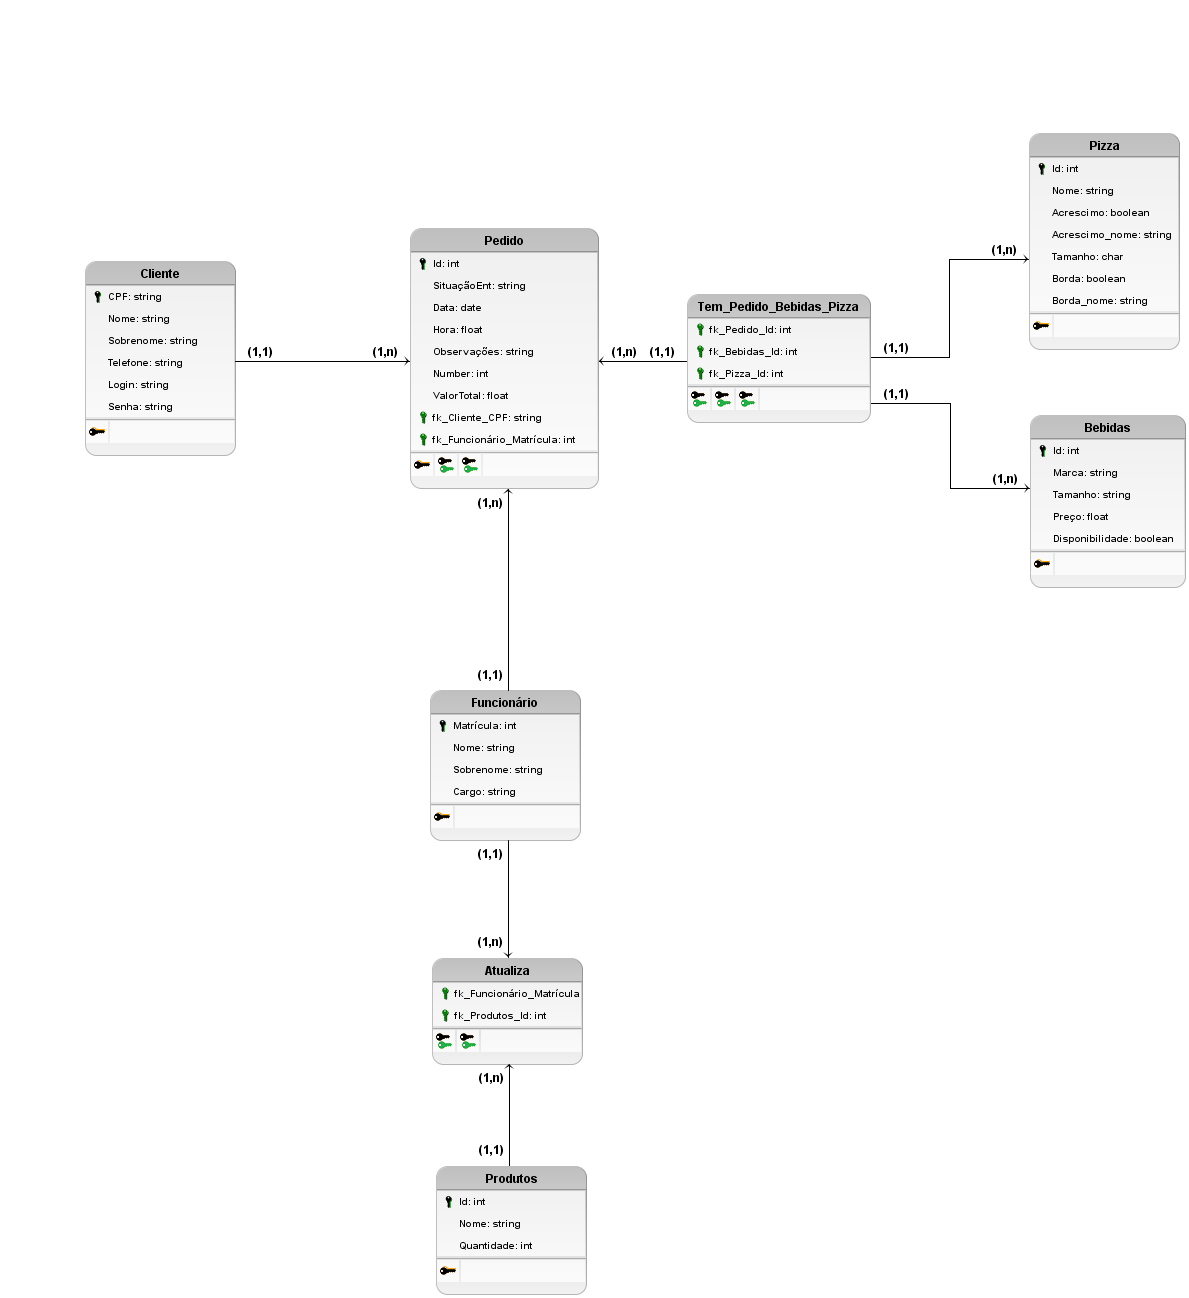 Pizza
Id: int
Nome: string
Acrescimo: boolean
Acrescimo_nome: string
Tamanho: char
Borda: boolean
Borda_nome: string
(1,n)
Pedido
Id: int
SituaçãoEnt: string
Data: date
Hora: float
Observações: string
Number: int
ValorTotal: float
fk_Cliente_CPF: string
fk_Funcionário_Matrícula: int
Cliente
CPF: string
Nome: string
Sobrenome: string
Telefone: string
Login: string
Senha: string
(1,1)
(1,n)
Tem_Pedido_Bebidas_Pizza
fk_Pedido_Id: int
fk_Bebidas_Id: int
fk_Pizza_Id: int
(1,n)
(1,1)
(1,1)
(1,1)
Bebidas
Id: int
Marca: string
Tamanho: string
Preço: float
Disponibilidade: boolean
(1,n)
(1,n)
(1,1)
Funcionário
Matrícula: int
Nome: string
Sobrenome: string
Cargo: string
(1,1)
(1,n)
Atualiza
fk_Funcionário_Matrícula
fk_Produtos_Id: int
(1,n)
(1,1)
Produtos
Id: int
Nome: string
Quantidade: int